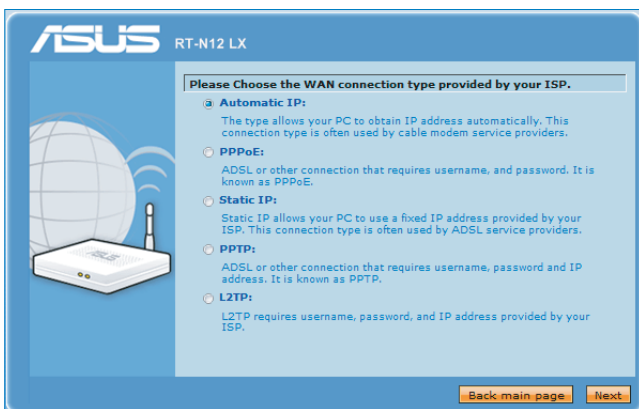 ASUS RT-N12 LX
Please Choose the WAN connection type provided by your ISP.
Automatic IP:
The type allows your PC to obtain IP address automatically. This
connection type is often used by cable modem service providers.
PPPoE:
ADSL or other connection that requires username, and password. It is
known as PPPoE.
Static IP:
Static IP allows your PC to use a fixed IP address provided by your
ISP. This connection type is often used by ADSL service providers.
PPTP:
ADSL or other connection that requires username, password and IP
address. It is known as PPTP.
L2TP:
L2TP requires username, password, and IP address provided by your
ISP.
ASUS
Back main page Next